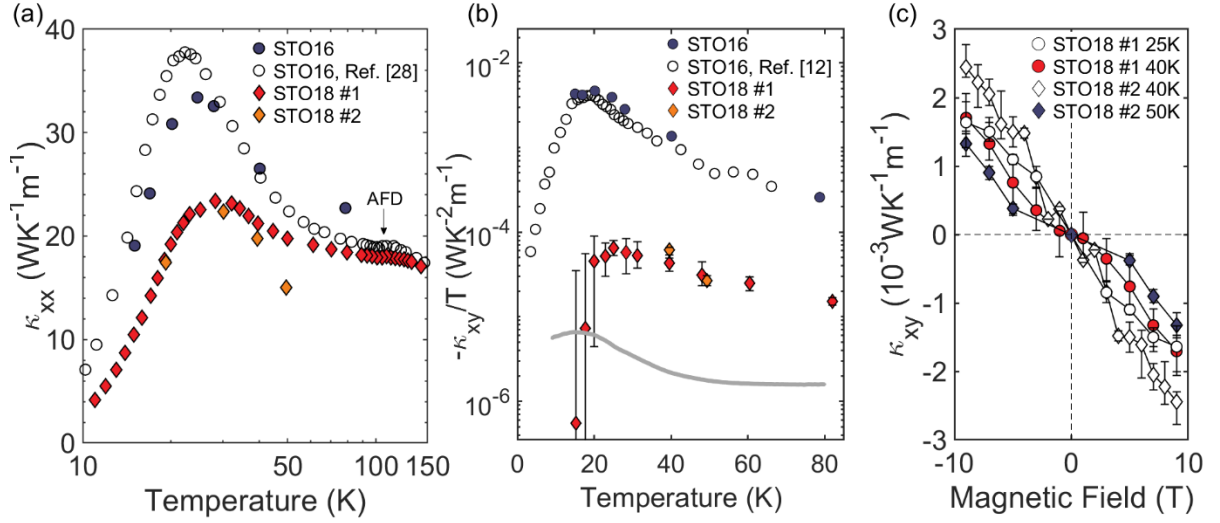 (a)
40
30
20
10
0
κxx (WK⁻¹m⁻¹)
STO16
STO16, Ref. [28]
STO18 #1
STO18 #2
AFD
10
50
100
150
Temperature (K)
(b)
10⁻²
10⁻⁴
10⁻⁶
-κxy/T (WK⁻²m⁻¹)
STO16
STO16, Ref. [12]
STO18 #1
STO18 #2
0
20
40
60
80
Temperature (K)
(c)
3
2
1
0
-1
-2
-3
κxy (10⁻³WK⁻¹m⁻¹)
STO18 #1 25K
STO18 #1 40K
STO18 #2 40K
STO18 #2 50K
-10
0
10
Magnetic Field (T)